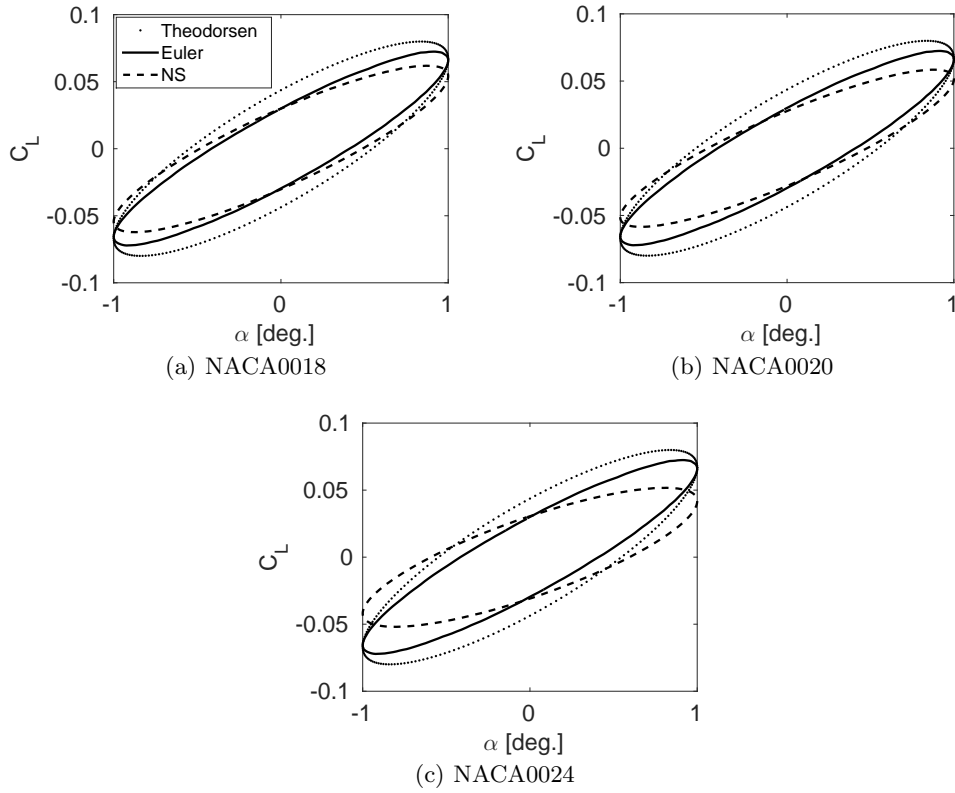 0.1
0.05
0
-0.05
-0.1
C_L
Theodorsen
Euler
NS
-1 0 1
α [deg.]
(a) NACA0018
0.1
0.05
0
-0.05
-0.1
C_L
-1 0 1
α [deg.]
(b) NACA0020
0.1
0.05
0
-0.05
-0.1
C_L
-1 0 1
α [deg.]
(c) NACA0024